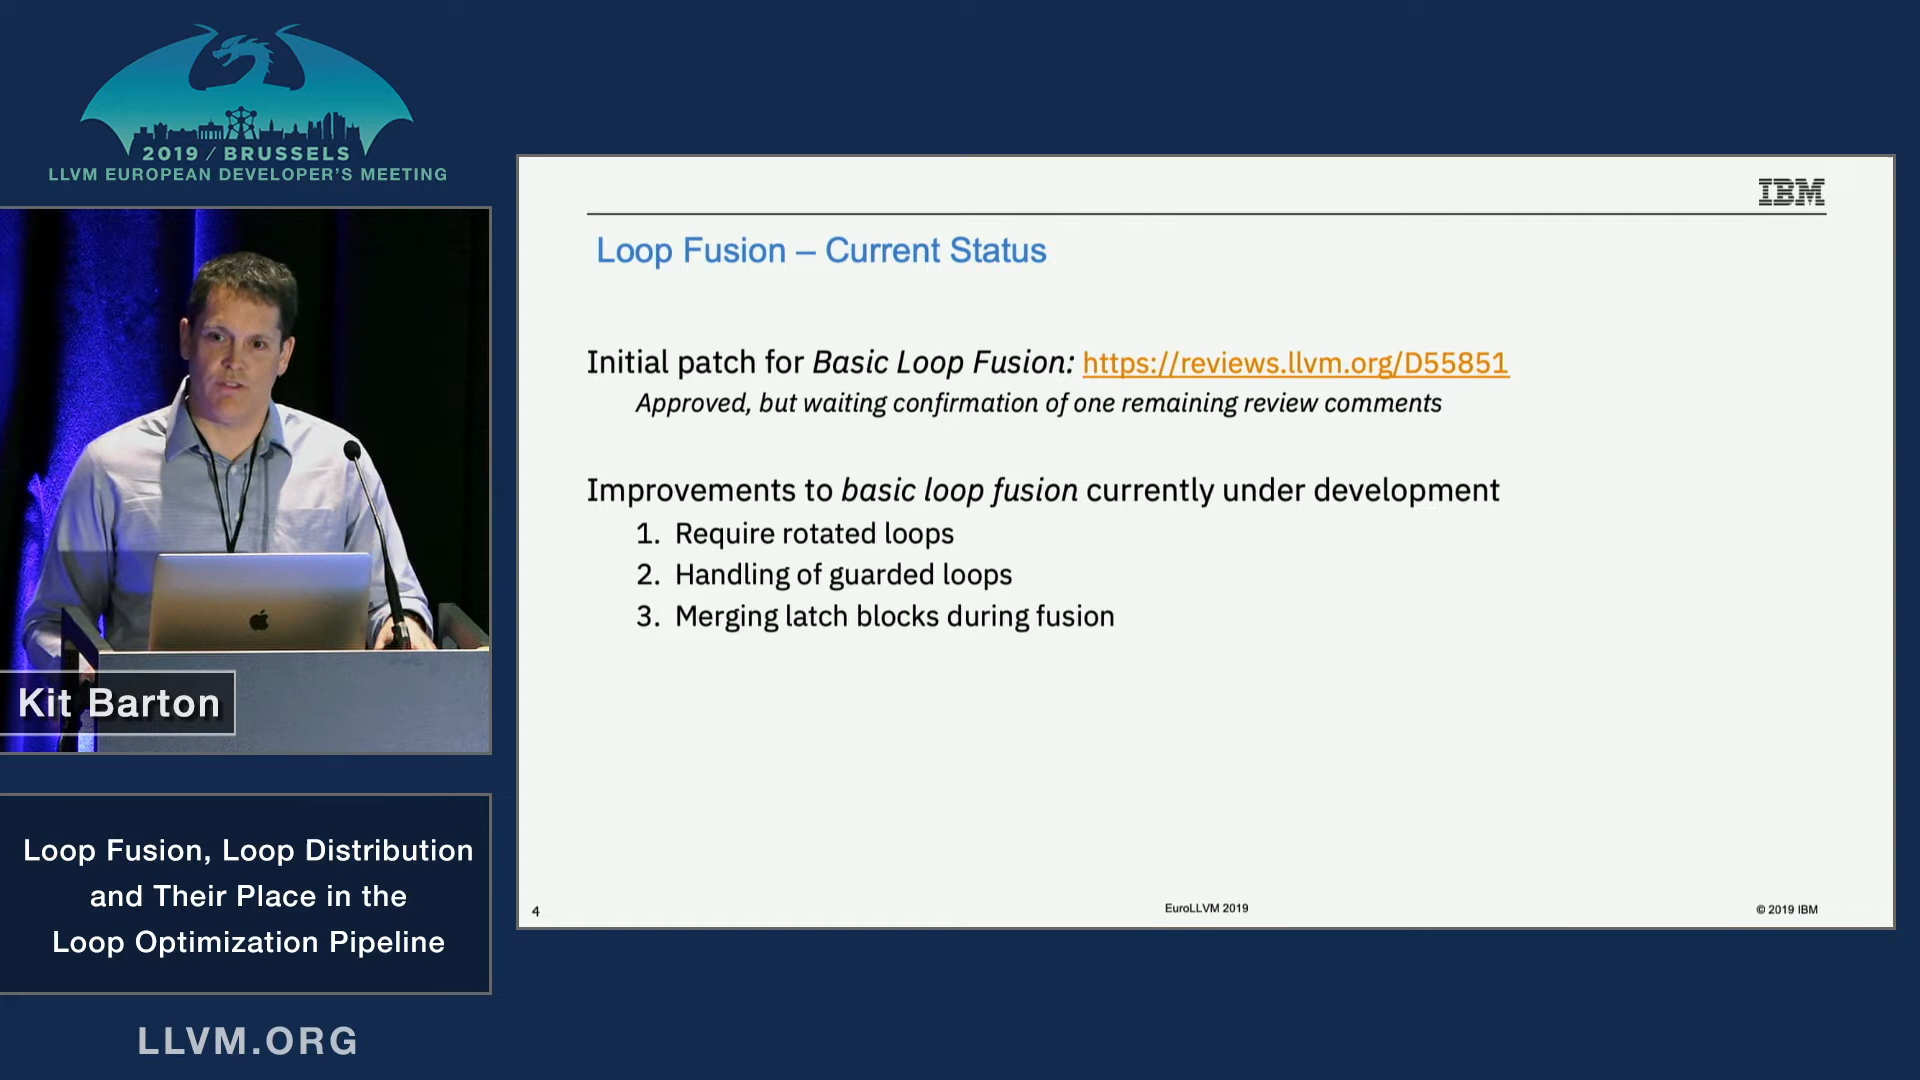 2019 / BRUSSELS
LLVM EUROPEAN DEVELOPER'S MEETING
Kit Barton
Loop Fusion, Loop Distribution
and Their Place in the
Loop Optimization Pipeline
LLVM.ORG
IBM
Loop Fusion – Current Status
Initial patch for Basic Loop Fusion: https://reviews.llvm.org/D55851
Approved, but waiting confirmation of one remaining review comments
Improvements to basic loop fusion currently under development
1. Require rotated loops
2. Handling of guarded loops
3. Merging latch blocks during fusion
4
EuroLLVM 2019
© 2019 IBM